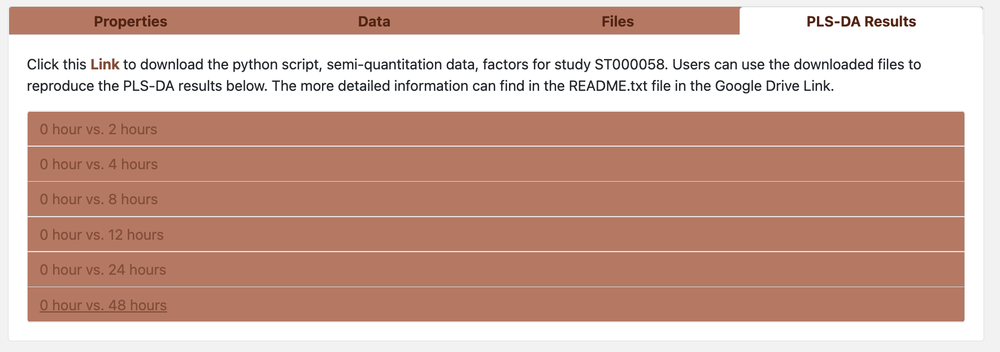 Properties
Data
Files
PLS-DA Results
Click this Link to download the python script, semi-quantitation data, factors for study ST000058. Users can use the downloaded files to
reproduce the PLS-DA results below. The more detailed information can find in the README.txt file in the Google Drive Link.
0 hour vs. 2 hours
0 hour vs. 4 hours
0 hour vs. 8 hours
0 hour vs. 12 hours
0 hour vs. 24 hours
0 hour vs. 48 hours